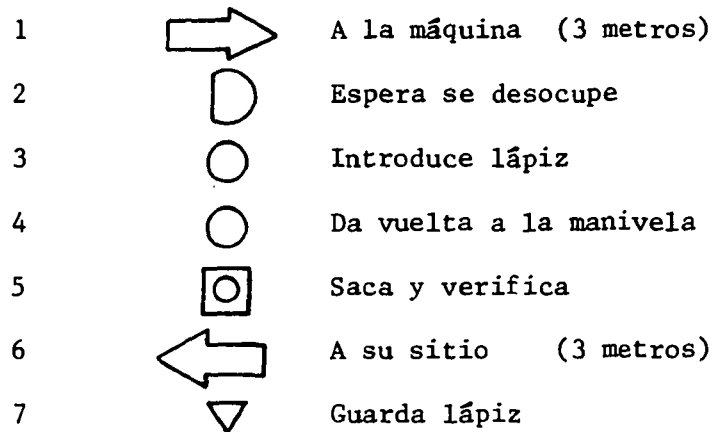 1 A la máquina (3 metros)
2 Espera se desocupe
3 Introduce lápiz
4 Da vuelta a la manivela
5 Saca y verifica
6 A su sitio (3 metros)
7 Guarda lápiz